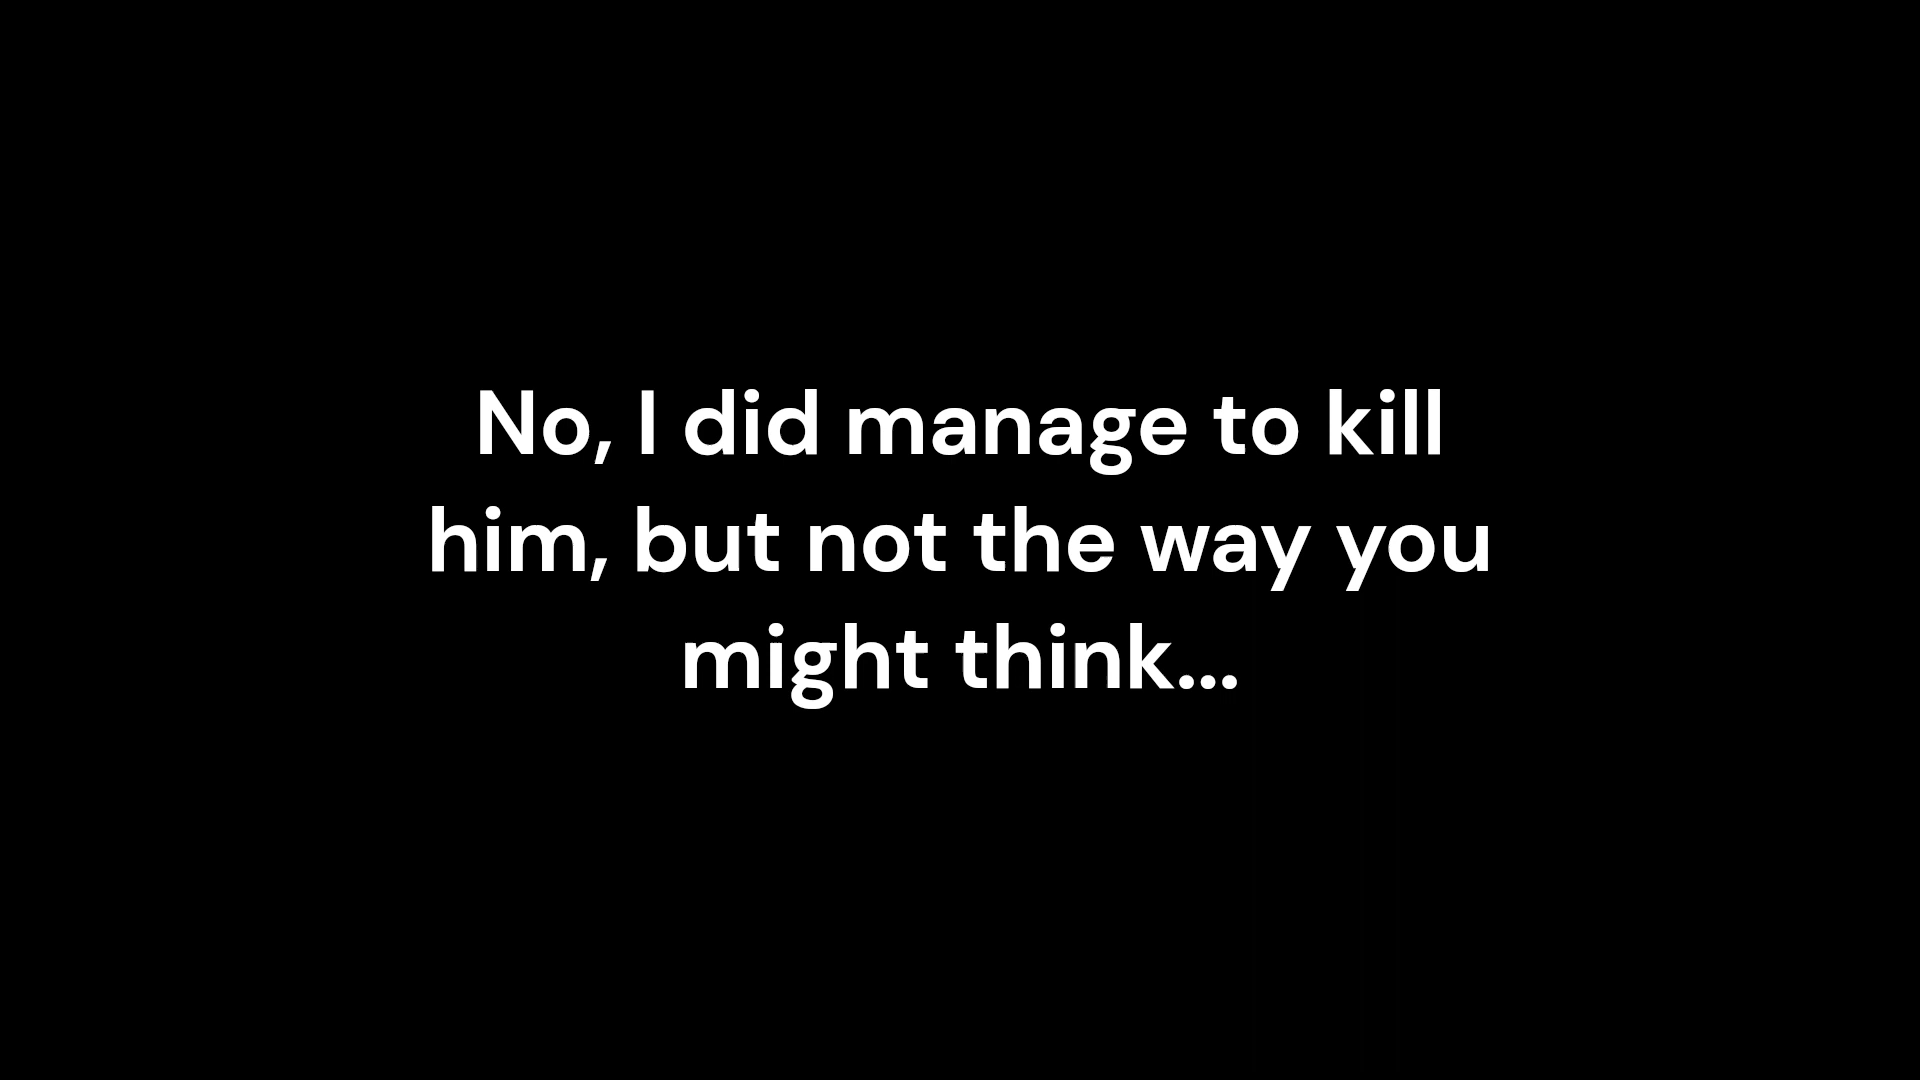 No, I did manage to kill
him, but not the way you
might think...